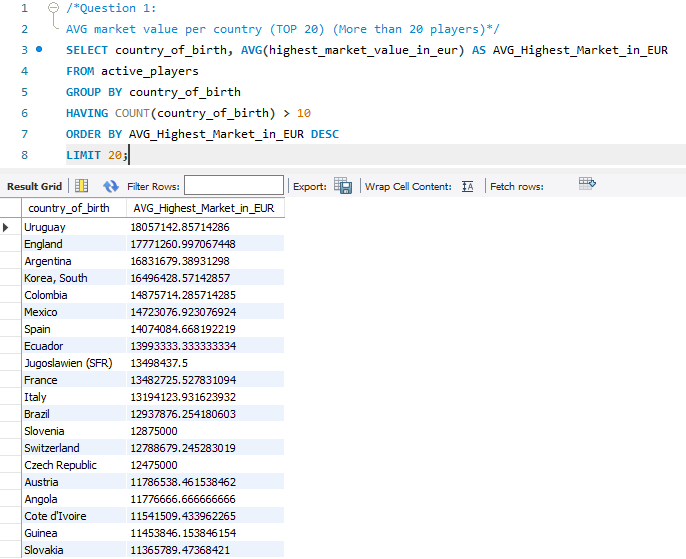 1 /*Question 1:
2 AVG market value per country (TOP 20) (More than 20 players)*/
3 SELECT country_of_birth, AVG(highest_market_value_in_eur) AS AVG_Highest_Market_in_EUR
4 FROM active_players
5 GROUP BY country_of_birth
6 HAVING COUNT(country_of_birth) > 10
7 ORDER BY AVG_Highest_Market_in_EUR DESC
8 LIMIT 20;
Result Grid Filter Rows: Export: Wrap Cell Content: IA Fetch rows:
country_of_birth AVG_Highest_Market_in_EUR
Uruguay 18057142.85714286
England 17771260.997067448
Argentina 16831679.38931298
Korea, South 16496428.57142857
Colombia 14875714.285714285
Mexico 14723076.923076924
Spain 14074084.668192219
Ecuador 13993333.333333334
Jugoslawien (SFR) 13498437.5
France 13482725.527831094
Italy 13194123.931623932
Brazil 12937876.254180603
Slovenia 12875000
Switzerland 12788679.245283019
Czech Republic 12475000
Austria 11786538.461538462
Angola 11776666.666666666
Cote d'Ivoire 11541509.433962265
Guinea 11453846.153846154
Slovakia 11365789.47368421